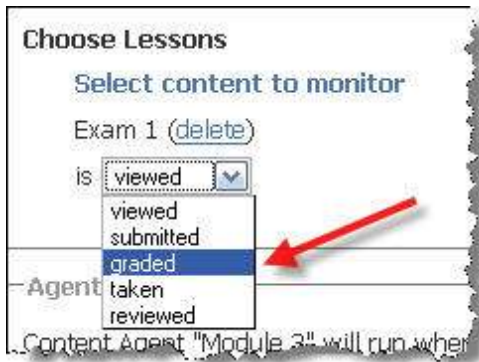 Choose Lessons
Select content to monitor
Exam 1 (delete)
is viewed
viewed
submitted
graded
Agent taken
reviewed
Content Agent "Module 3" will run when